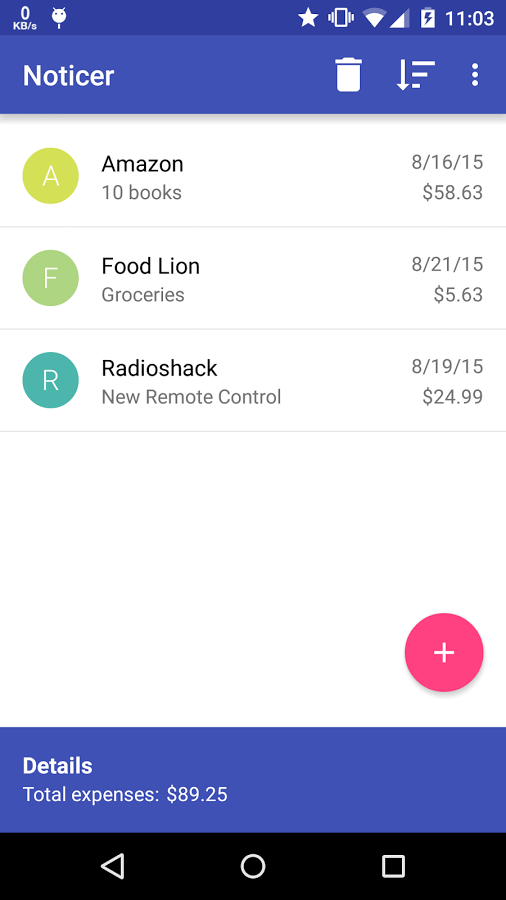 0
KB/s
11:03
Noticer
A
Amazon
8/16/15
10 books
$58.63
F
Food Lion
8/21/15
Groceries
$5.63
R
Radioshack
8/19/15
New Remote Control
$24.99
+
Details
Total expenses: $89.25